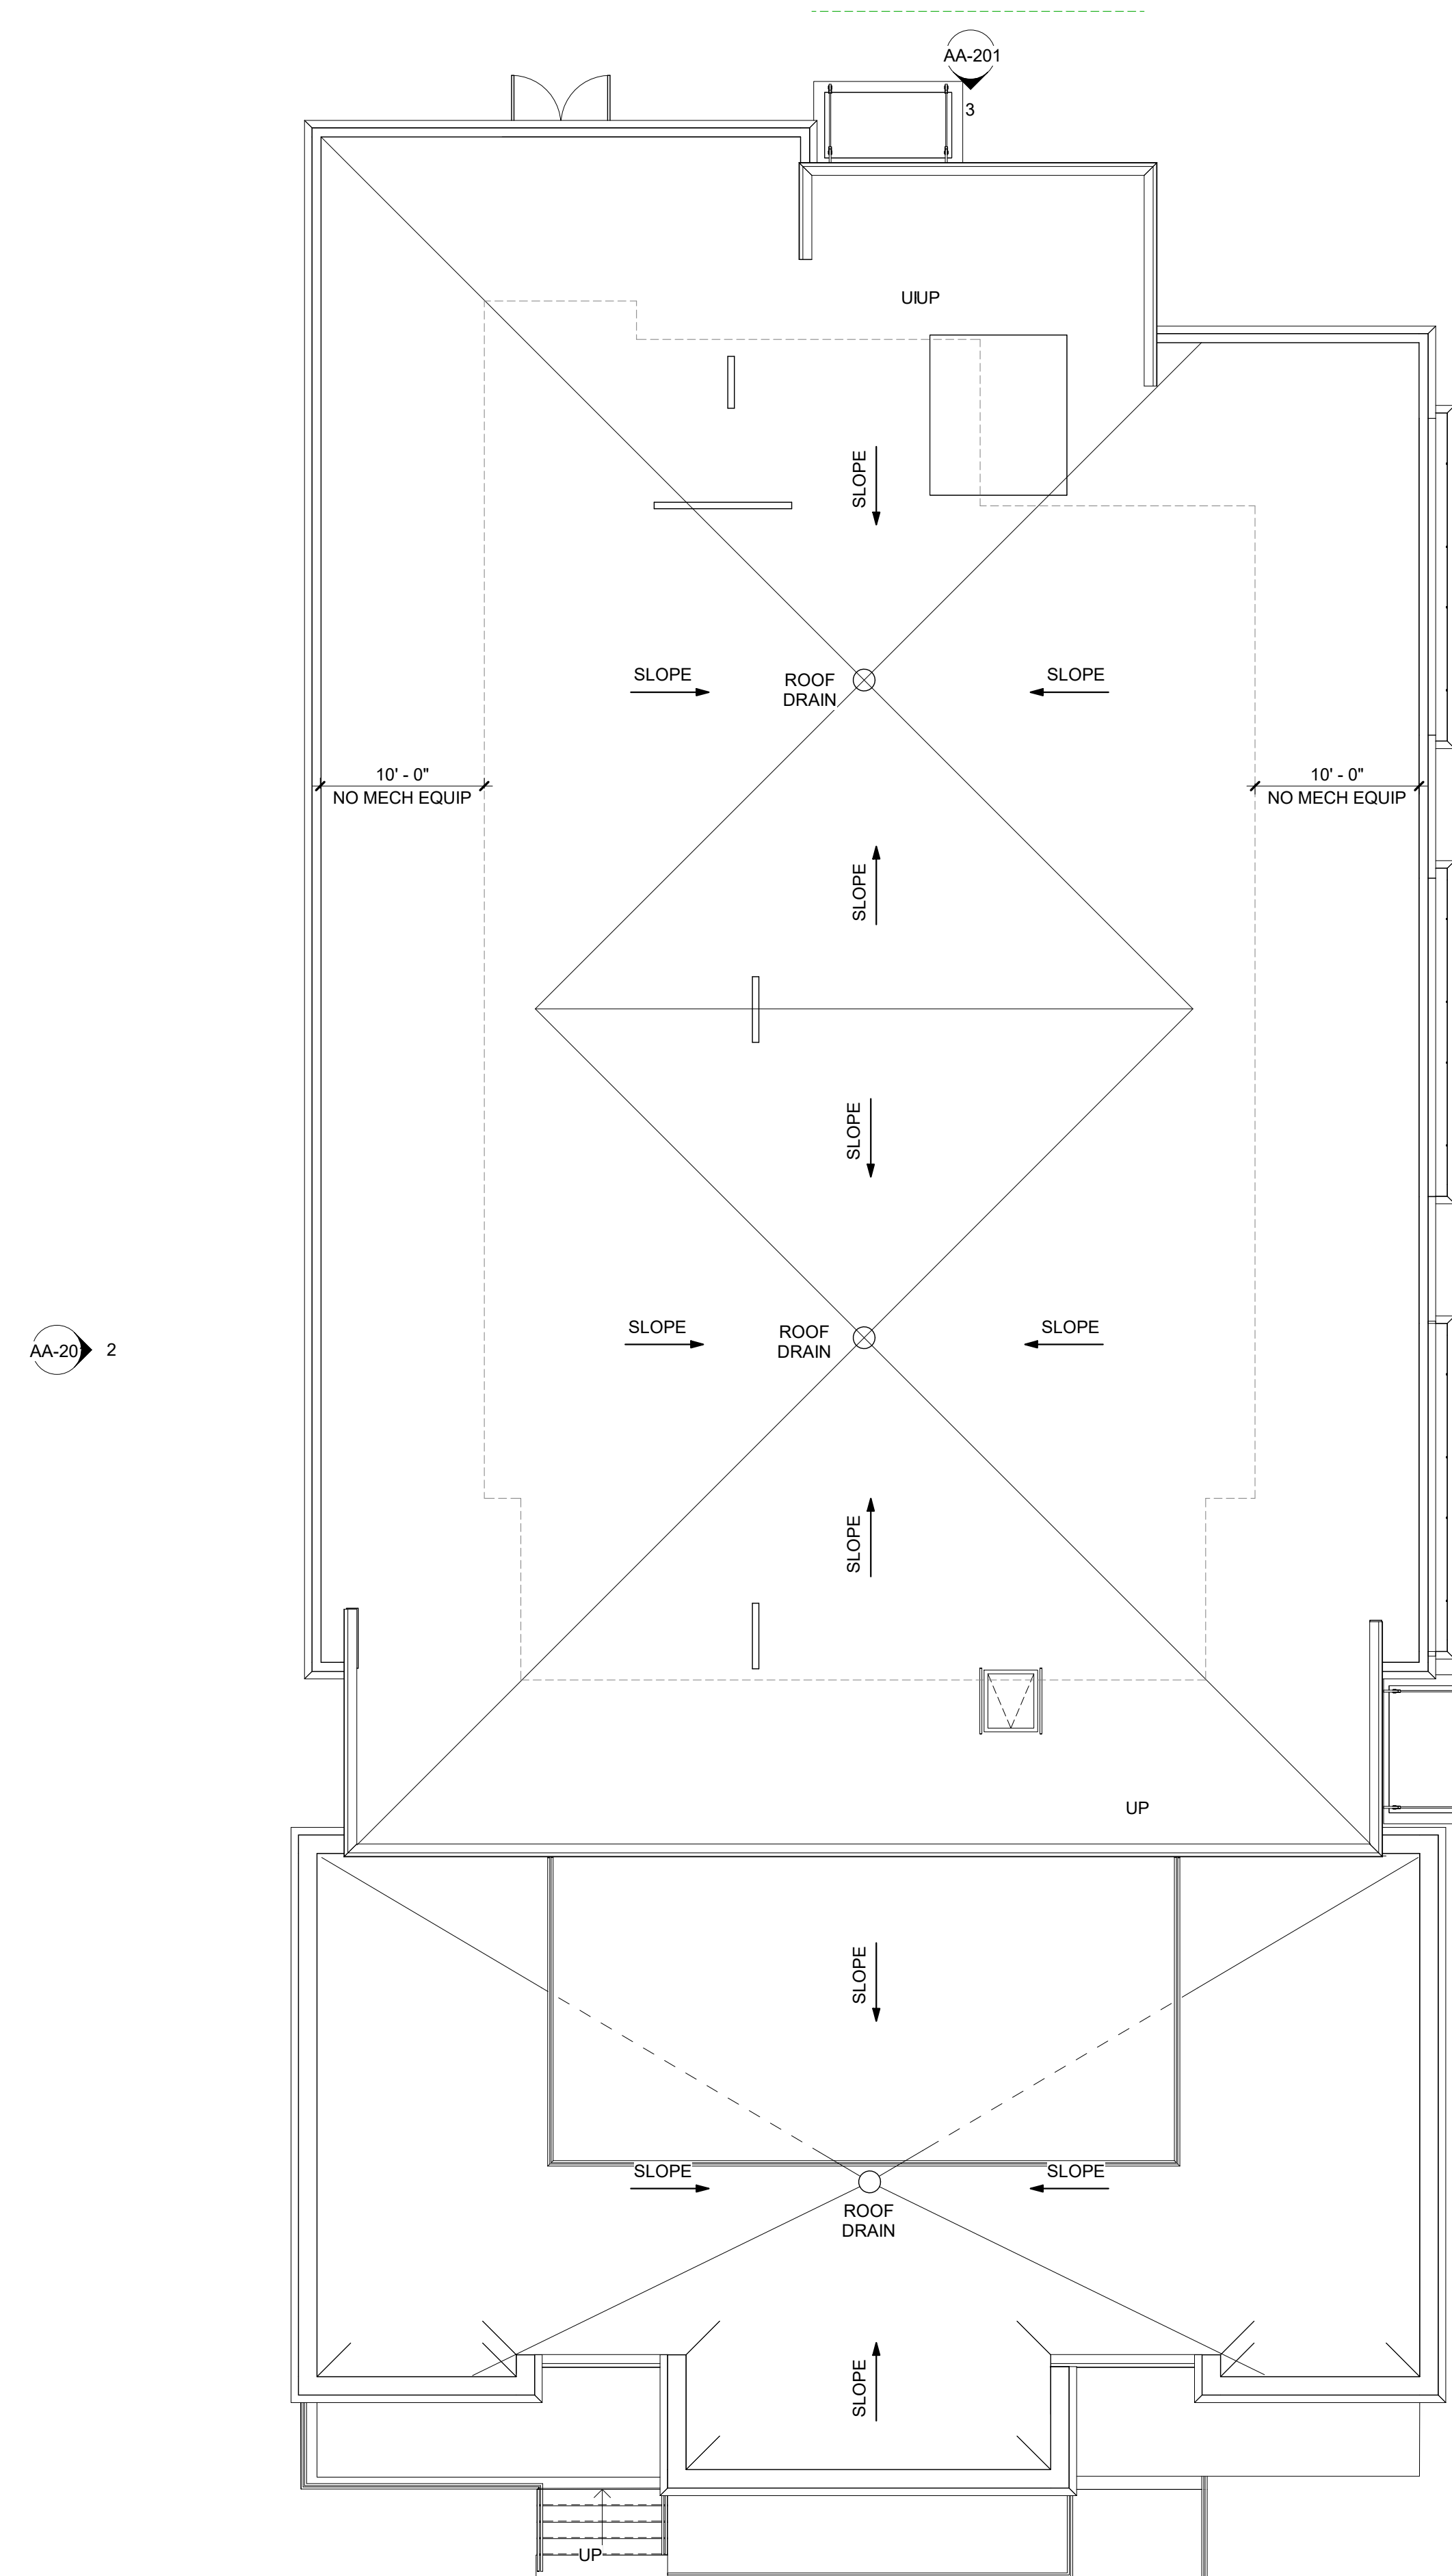 AA-201
3
UIUP
SLOPE
SLOPE
ROOF
DRAIN
SLOPE
10' - 0"
NO MECH EQUIP
10' - 0"
NO MECH EQUIP
SLOPE
SLOPE
SLOPE
ROOF
DRAIN
SLOPE
AA-20
2
SLOPE
UP
SLOPE
SLOPE
SLOPE
ROOF
DRAIN
SLOPE
UP